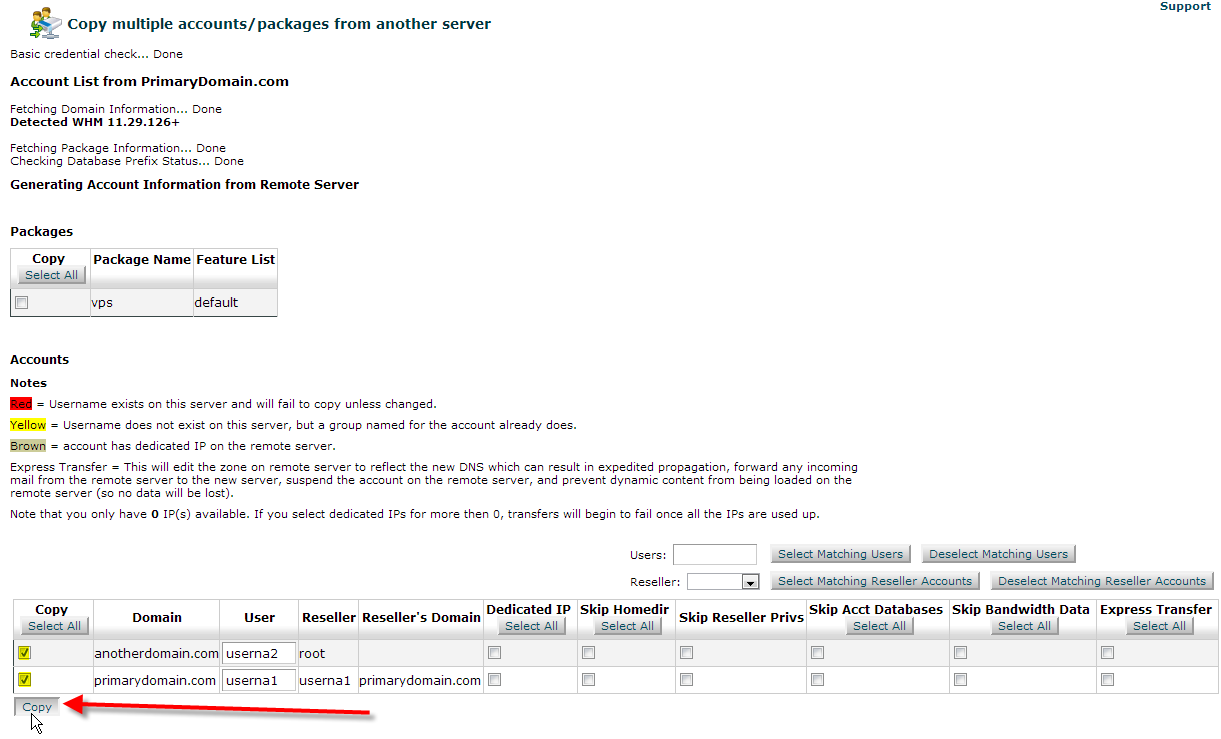 Support
Copy multiple accounts/packages from another server
Basic credential check... Done
Account List from PrimaryDomain.com
Fetching Domain Information... Done
Detected WHM 11.29.126+
Fetching Package Information... Done
Checking Database Prefix Status... Done
Generating Account Information from Remote Server
Packages
Copy Package Name Feature List
Select All
vps default
Accounts
Notes
Red = Username exists on this server and will fail to copy unless changed.
Yellow = Username does not exist on this server, but a group named for the account already does.
Brown = account has dedicated IP on the remote server.
Express Transfer = This will edit the zone on remote server to reflect the new DNS which can result in expedited propagation, forward any incoming
mail from the remote server to the new server, suspend the account on the remote server, and prevent dynamic content from being loaded on the
remote server (so no data will be lost).
Note that you only have 0 IP(s) available. If you select dedicated IPs for more then 0, transfers will begin to fail once all the IPs are used up.
Users: Select Matching Users Deselect Matching Users
Reseller: Select Matching Reseller Accounts Deselect Matching Reseller Accounts
Copy Domain User Reseller Reseller's Domain Dedicated IP Skip Homedir Skip Reseller Privs Skip Acct Databases Skip Bandwidth Data Express Transfer
Select All Select All Select All Select All Select All Select All
anotherdomain.com userna2 root
primarydomain.com userna1 userna1 primarydomain.com
Copy